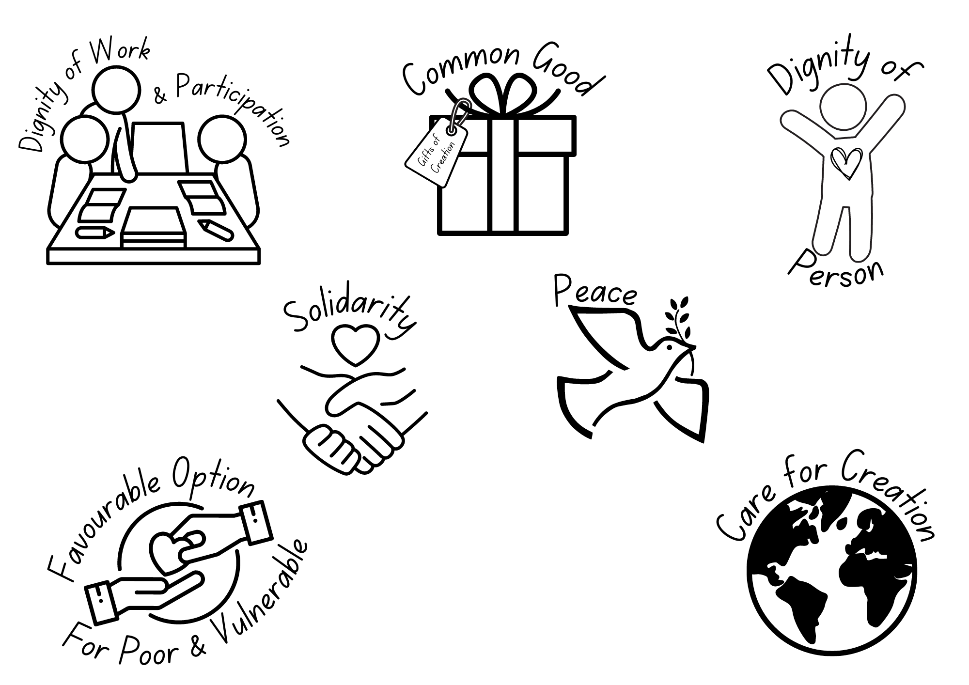 Dignity of Work
& Participation
Common Good
Gifts of
Creation
Dignity of
Person
Solidarity
Peace
Favourable Option
For Poor & Vulnerable
Care for Creation